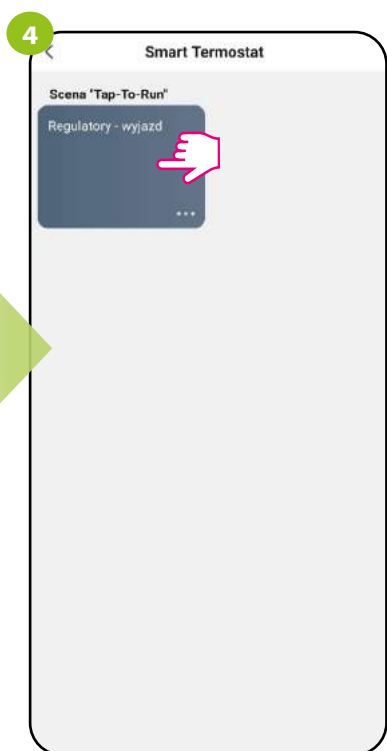 4
Smart Termostat
Scena "Tap-To-Run"
Regulatory - wyjazd